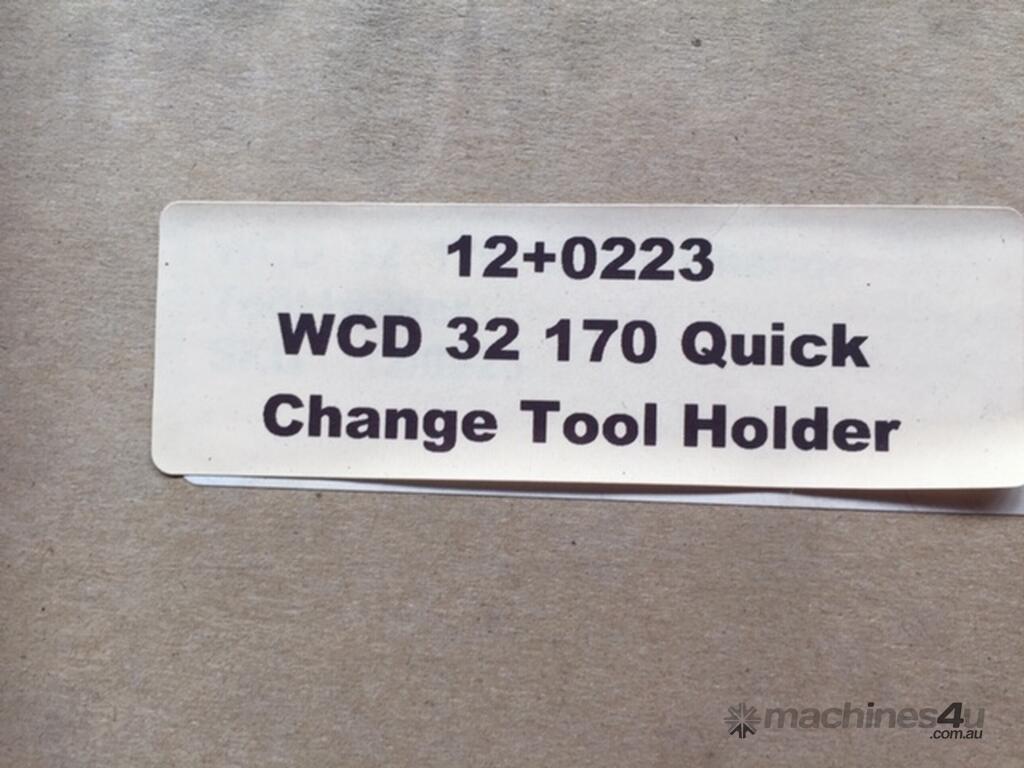 12+0223
WCD 32 170 Quick
Change Tool Holder
machines4u
.com.au